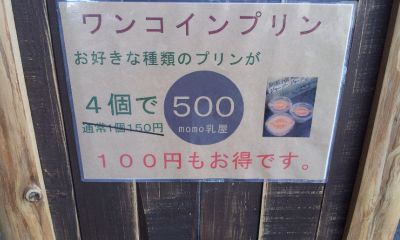 ワンコインプリン
お好きな種類のプリンが
4個で 500
通常1個150円 momo乳屋
100円もお得です。